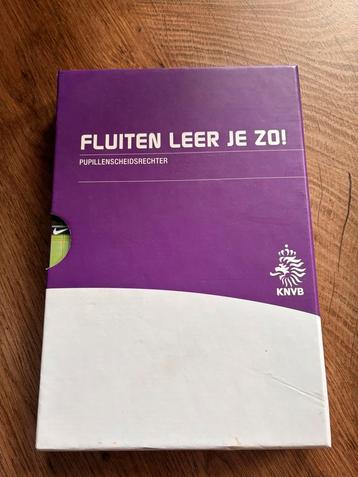 FLUITEN LEER JE ZO!
PUPILLENSCHEIDSRECHTER
KNVB